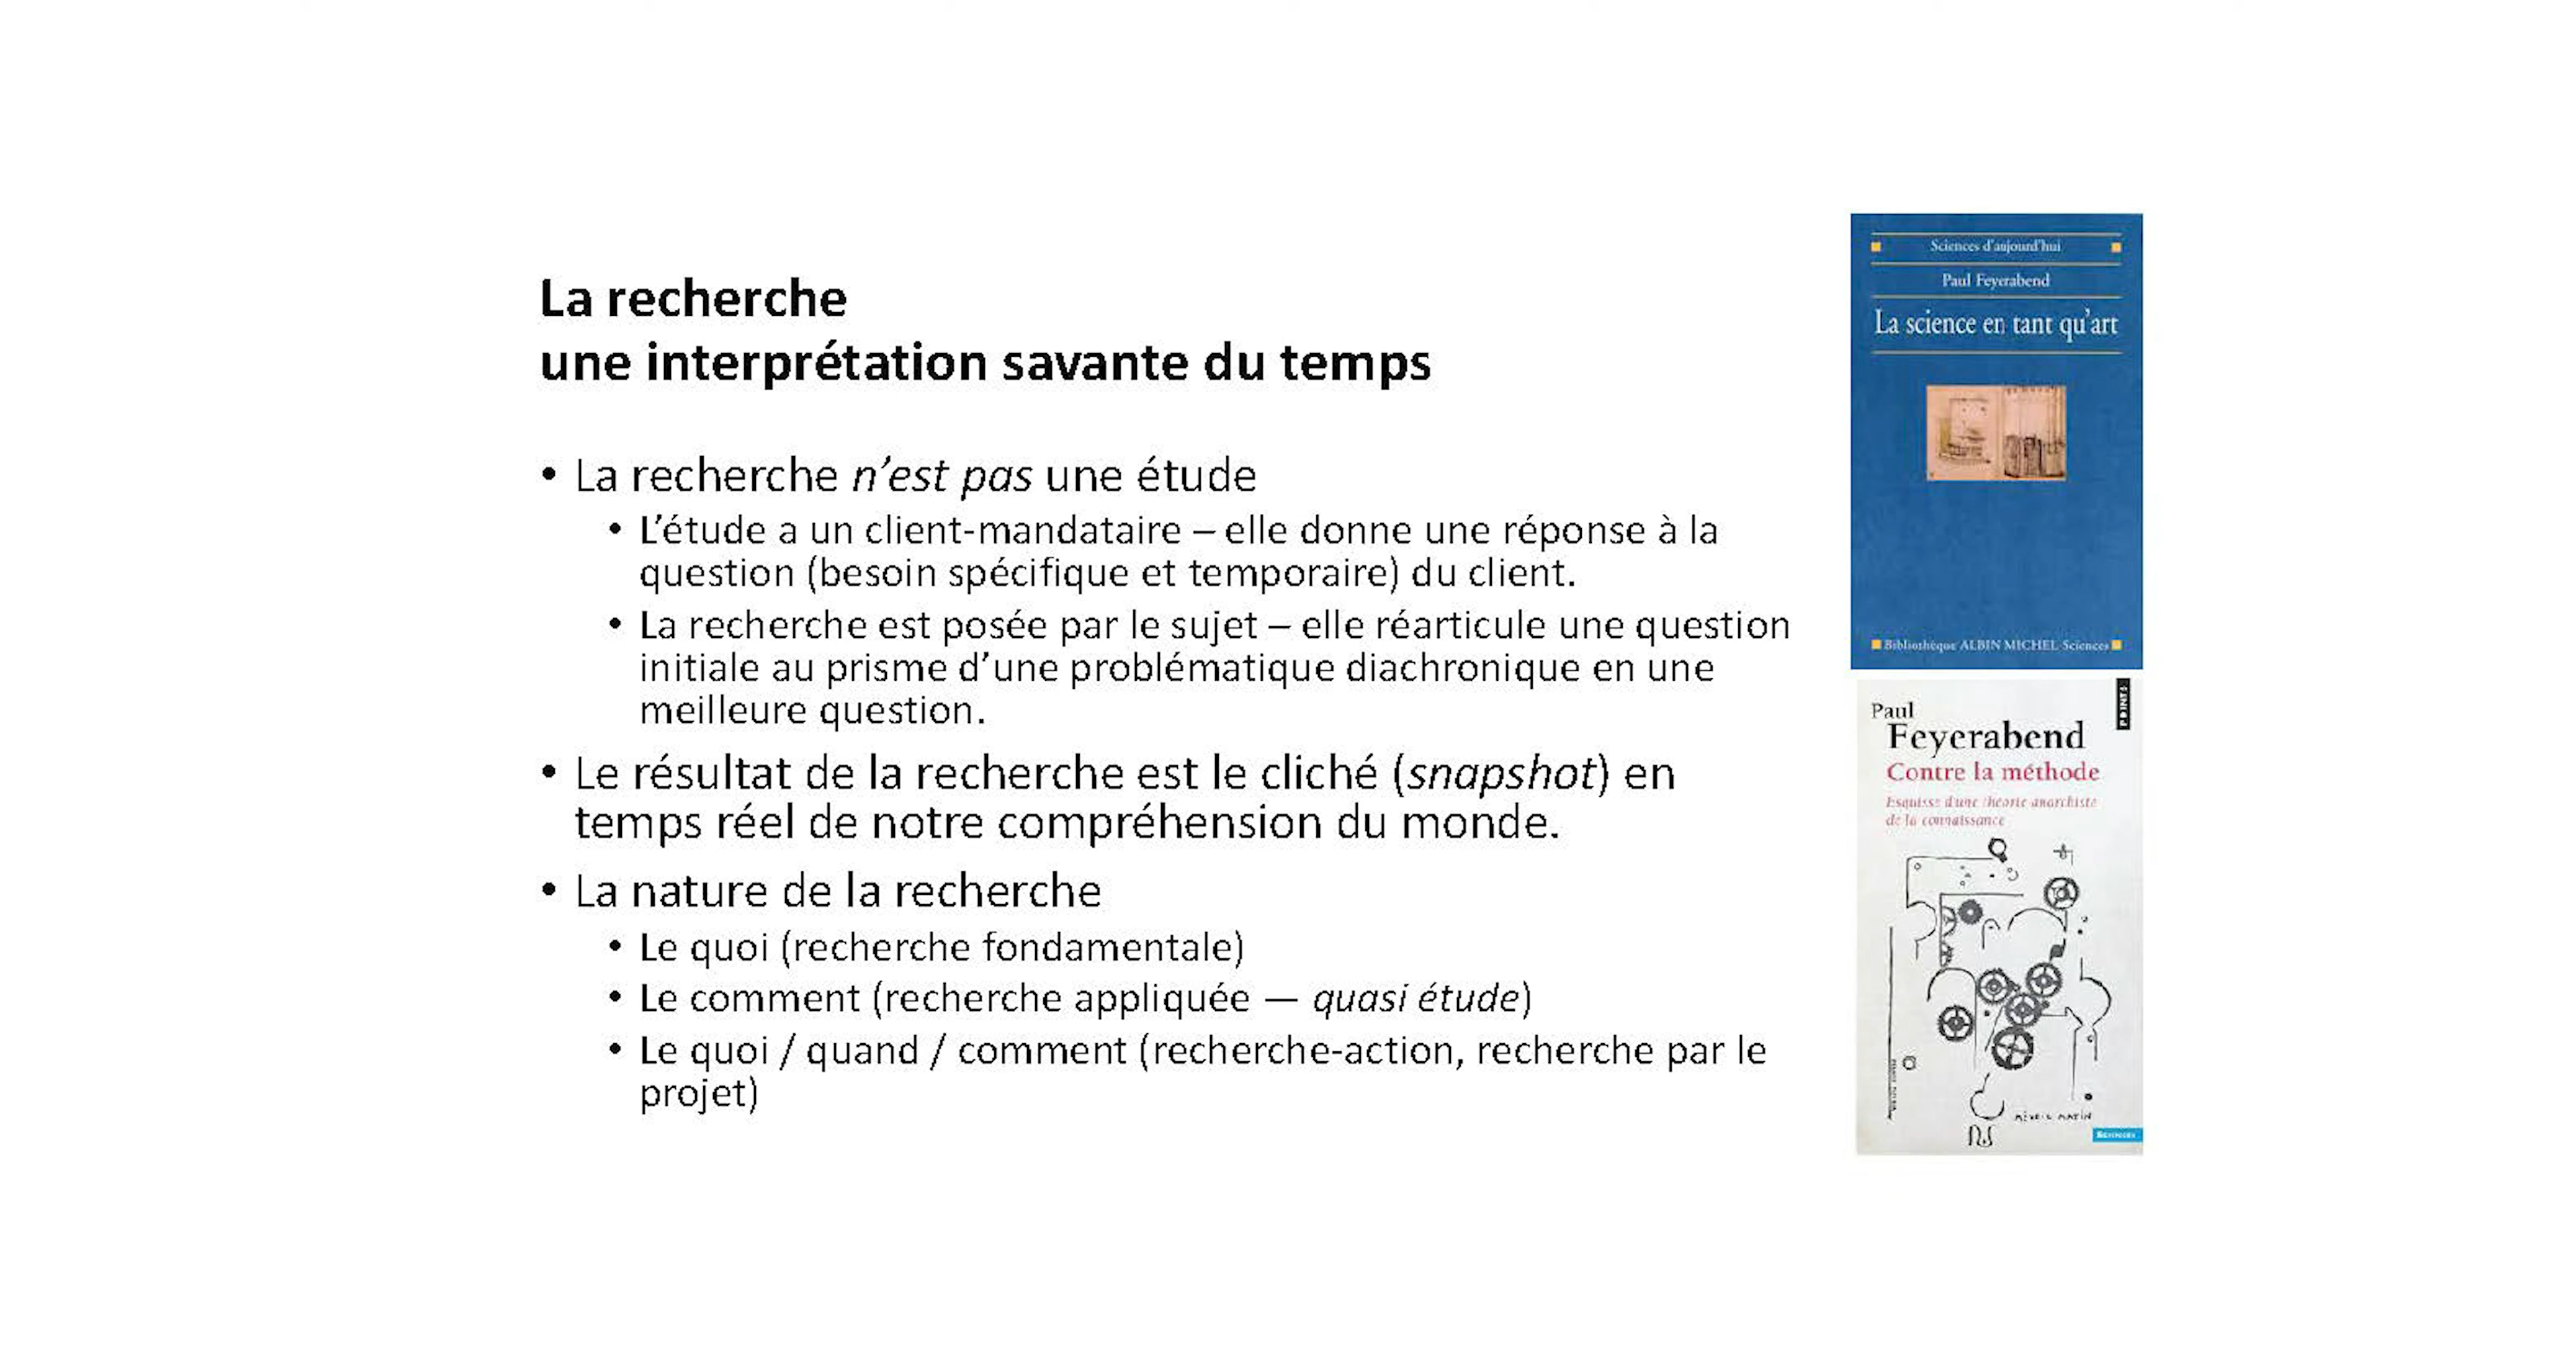 La recherche
une interprétation savante du temps
• La recherche n'est pas une étude
• L'étude a un client-mandataire – elle donne une réponse à la
question (besoin spécifique et temporaire) du client.
• La recherche est posée par le sujet – elle réarticule une question
initiale au prisme d'une problématique diachronique en une
meilleure question.
• Le résultat de la recherche est le cliché (snapshot) en
temps réel de notre compréhension du monde.
• La nature de la recherche
• Le quoi (recherche fondamentale)
• Le comment (recherche appliquée — quasi étude)
• Le quoi / quand / comment (recherche-action, recherche par le
projet)
Sciences d'aujourd'hui
Paul Feyerabend
La science en tant qu'art
Bibliothèque ALBIN MICHEL Sciences
POINTS
Paul
Feyerabend
Contre la méthode
Esquisse d'une théorie anarchiste
de la connaissance
Sciences